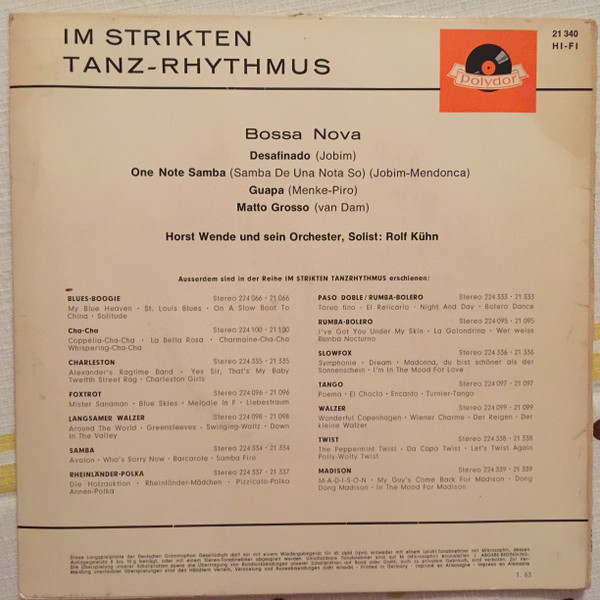 IM STRIKTEN
TANZ-RHYTHMUS
polydor
21 340
HI-FI
Bossa Nova
Desafinado (Jobim)
One Note Samba (Samba De Una Nota So) (Jobim-Mendonca)
Guapa (Menke-Piro)
Matto Grosso (van Dam)
Horst Wende und sein Orchester, Solist: Rolf Kühn
Ausserdem sind in der Reihe IM STRIKTEN TANZRHYTHMUS erschienen:
BLUES-BOOGIE Stereo 224 066 · 21 066
My Blue Heaven · St. Louis Blues · On A Slow Boat To
China · Solitude
Cha-Cha Stereo 224 100 · 21 100
Coppélia-Cha-Cha · La Bella Rosa · Charmaine-Cha-Cha
Whispering-Cha-Cha
CHARLESTON Stereo 224 335 · 21 335
Alexander's Ragtime Band · Yes Sir, That's My Baby
Twelfth Street Rag · Charleston Girls
FOXTROT Stereo 224 096 · 21 096
Mister Sandman · Blue Skies · Melodie In F · Liebestraum
LANGSAMER WALZER Stereo 224 098 · 21 098
Around The World · Greensleeves · Swinging-Waltz · Down
In The Valley
SAMBA Stereo 224 334 · 21 334
Avalon · Who's Sorry Now · Barcarole · Samba Fire
RHEINLÄNDER-POLKA Stereo 224 337 · 21 337
Die Holzauktion · Rheinländer-Mädchen · Pizzicato-Polka
Annen-Polka
PASO DOBLE/RUMBA-BOLERO Stereo 224 333 · 21 333
Toreo fino · El Relicario · Night And Day · Bolero Dance
RUMBA-BOLERO Stereo 224 095 · 21 095
I've Got You Under My Skin · La Golondrina · Wer weiss
Rumba Nocturno
SLOWFOX Stereo 224 336 · 21 336
Symphonie · Dream · Madonna, du bist schöner als der
Sonnenschein · I'm In The Mood For Love
TANGO Stereo 224 097 · 21 097
Poema · El Choclo · Encanto · Turnier-Tango
WALZER Stereo 224 099 · 21 099
Wonderful Copenhagen · Wiener Charme · Der Reigen · Der
kleine Walzer
TWIST Stereo 224 338 · 21 338
The Peppermint Twist · Da Capo Twist · Let's Twist Again
Polly-Wolly Twist
MADISON Stereo 224 339 · 21 339
M-A-D-I-S-O-N · My Guy's Come Back For Madison · Dong
Dong Madison · In The Mood For Madison
1. 63